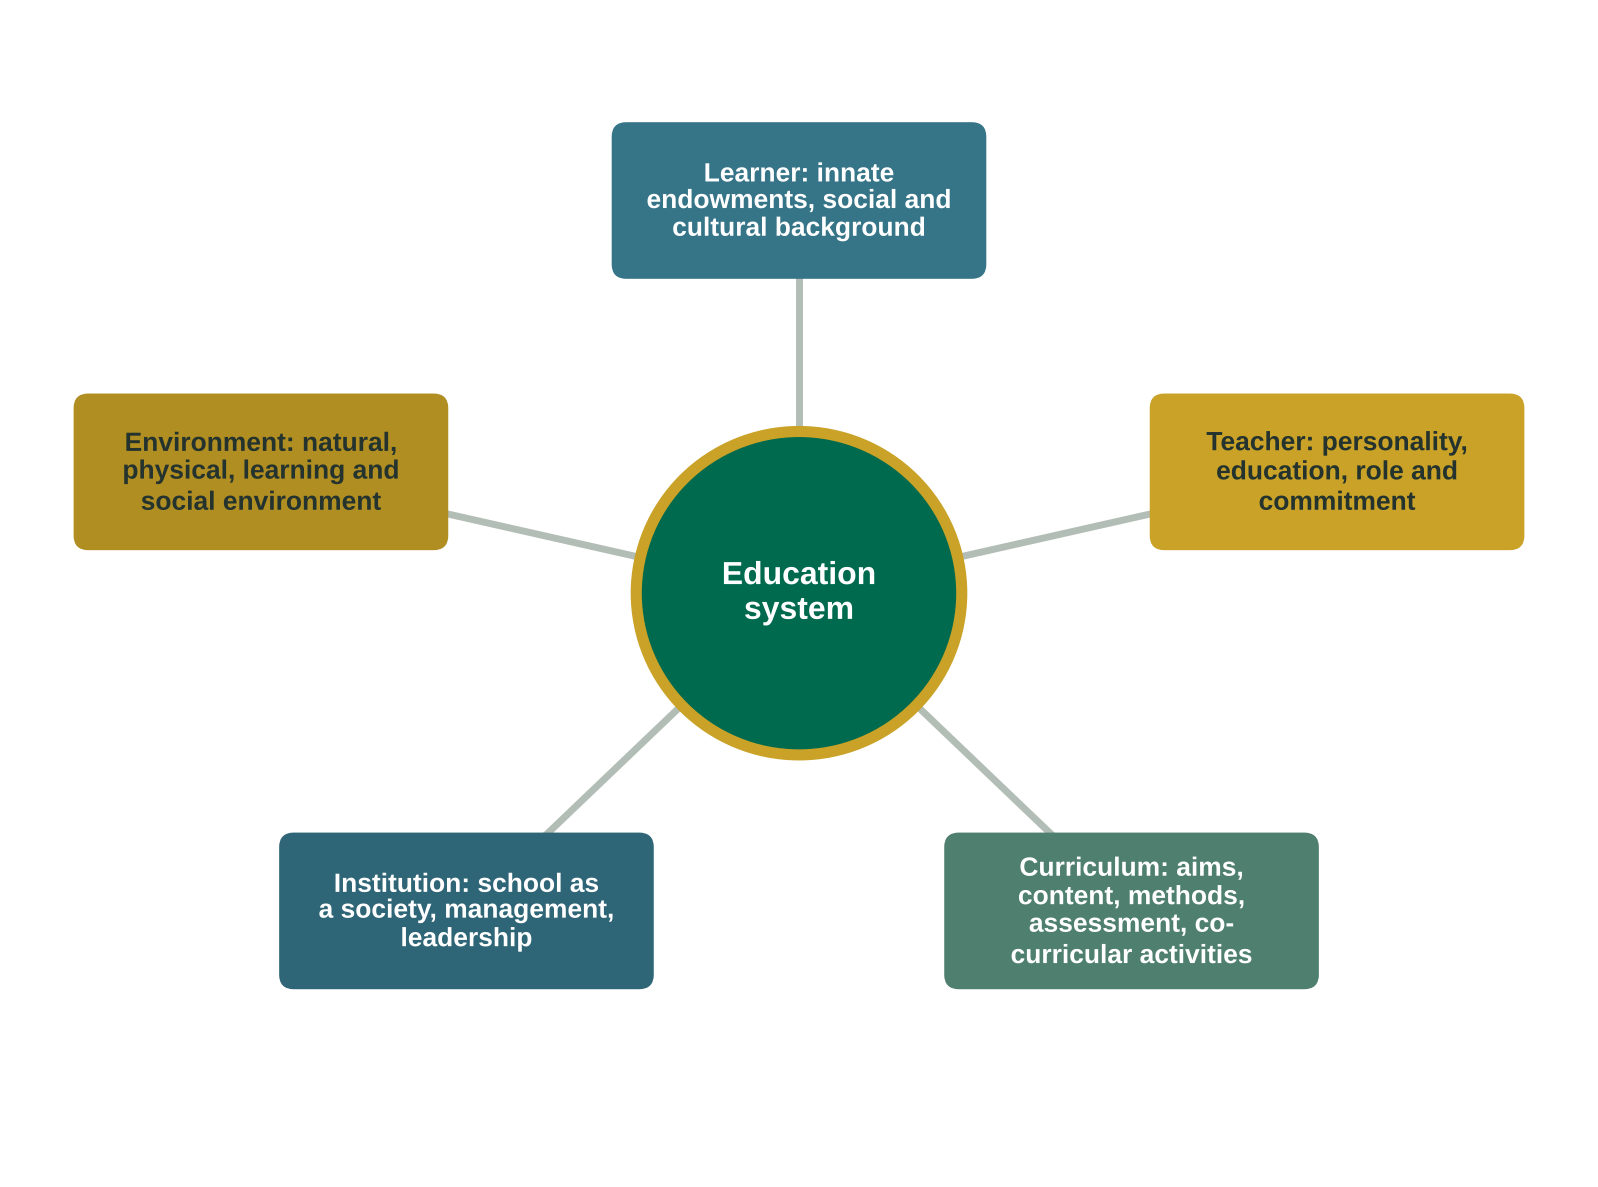 Learner: innate
endowments, social and
cultural background
Environment: natural,
physical, learning and
social environment
Teacher: personality,
education, role and
commitment
Education
system
Institution: school as
a society, management,
leadership
Curriculum: aims,
content, methods,
assessment, co-
curricular activities